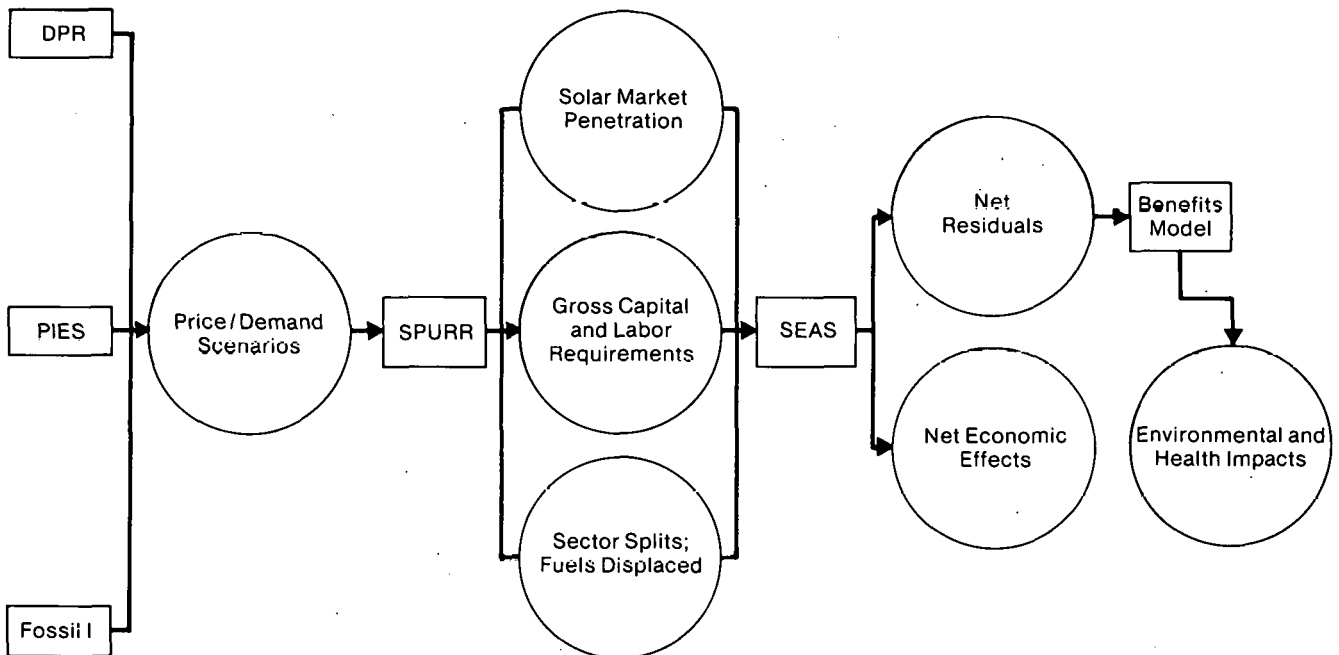 DPR
PIES
Fossil I
Price/Demand
Scenarios
SPURR
Solar Market
Penetration
Gross Capital
and Labor
Requirements
Sector Splits;
Fuels Displaced
SEAS
Net
Residuals
Net Economic
Effects
Benefits
Model
Environmental and
Health Impacts